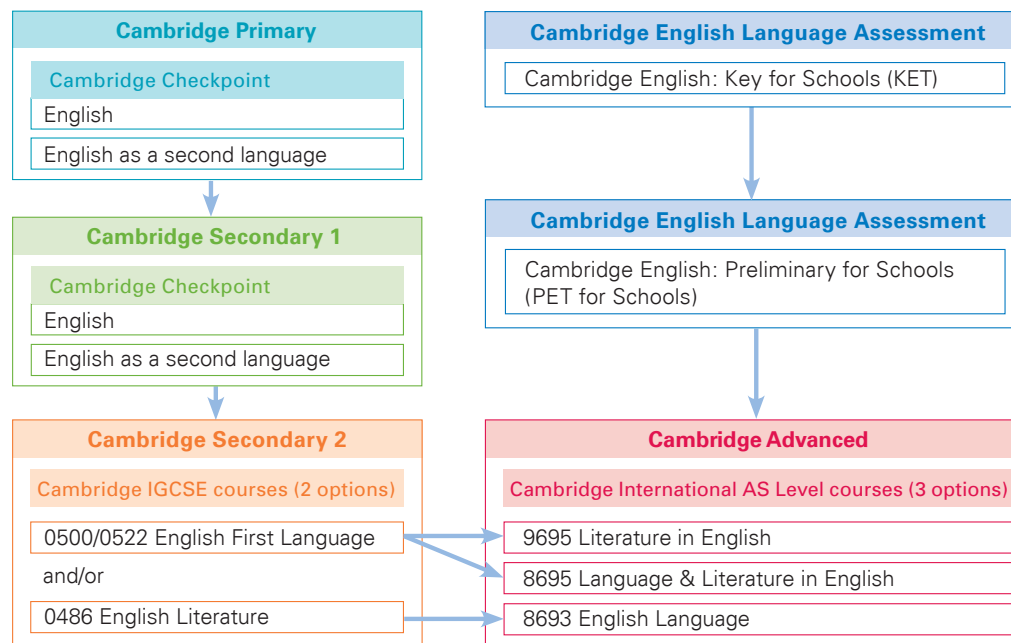 Cambridge Primary
Cambridge Checkpoint
English
English as a second language
Cambridge Secondary 1
Cambridge Checkpoint
English
English as a second language
Cambridge Secondary 2
Cambridge IGCSE courses (2 options)
0500/0522 English First Language
and/or
0486 English Literature
Cambridge English Language Assessment
Cambridge English: Key for Schools (KET)
Cambridge English Language Assessment
Cambridge English: Preliminary for Schools
(PET for Schools)
Cambridge Advanced
Cambridge International AS Level courses (3 options)
9695 Literature in English
8695 Language & Literature in English
8693 English Language